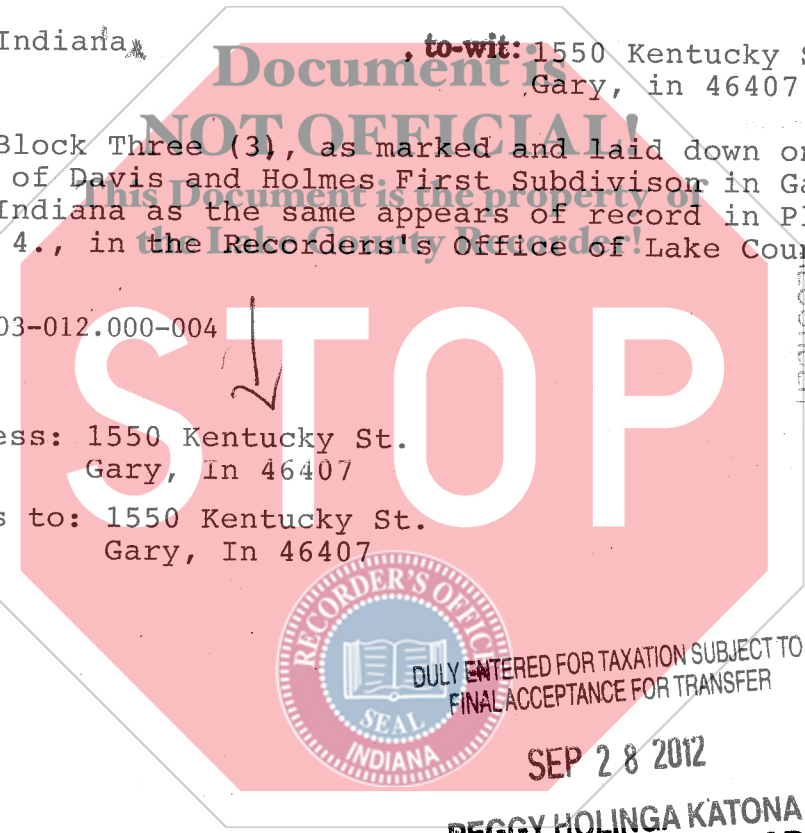 Indiana , to-wit: 1550 Kentucky S
Gary, in 46407
Document is
NOT OFFICIAL!
This Document is the property of
the Lake County Recorder!
Block Three (3), as marked and laid down on
of Davis and Holmes First Subdivison in Ga
Indiana as the same appears of record in Pl
4., in the Recorders's Office of Lake Coun
03-012.000-004
STOP
ess: 1550 Kentucky St.
Gary, In 46407
s to: 1550 Kentucky St.
Gary, In 46407
RECORDER'S OFFICE
SEAL
INDIANA
DULY ENTERED FOR TAXATION SUBJECT TO
FINAL ACCEPTANCE FOR TRANSFER
SEP 28 2012
PEGGY HOLINGA KATONA